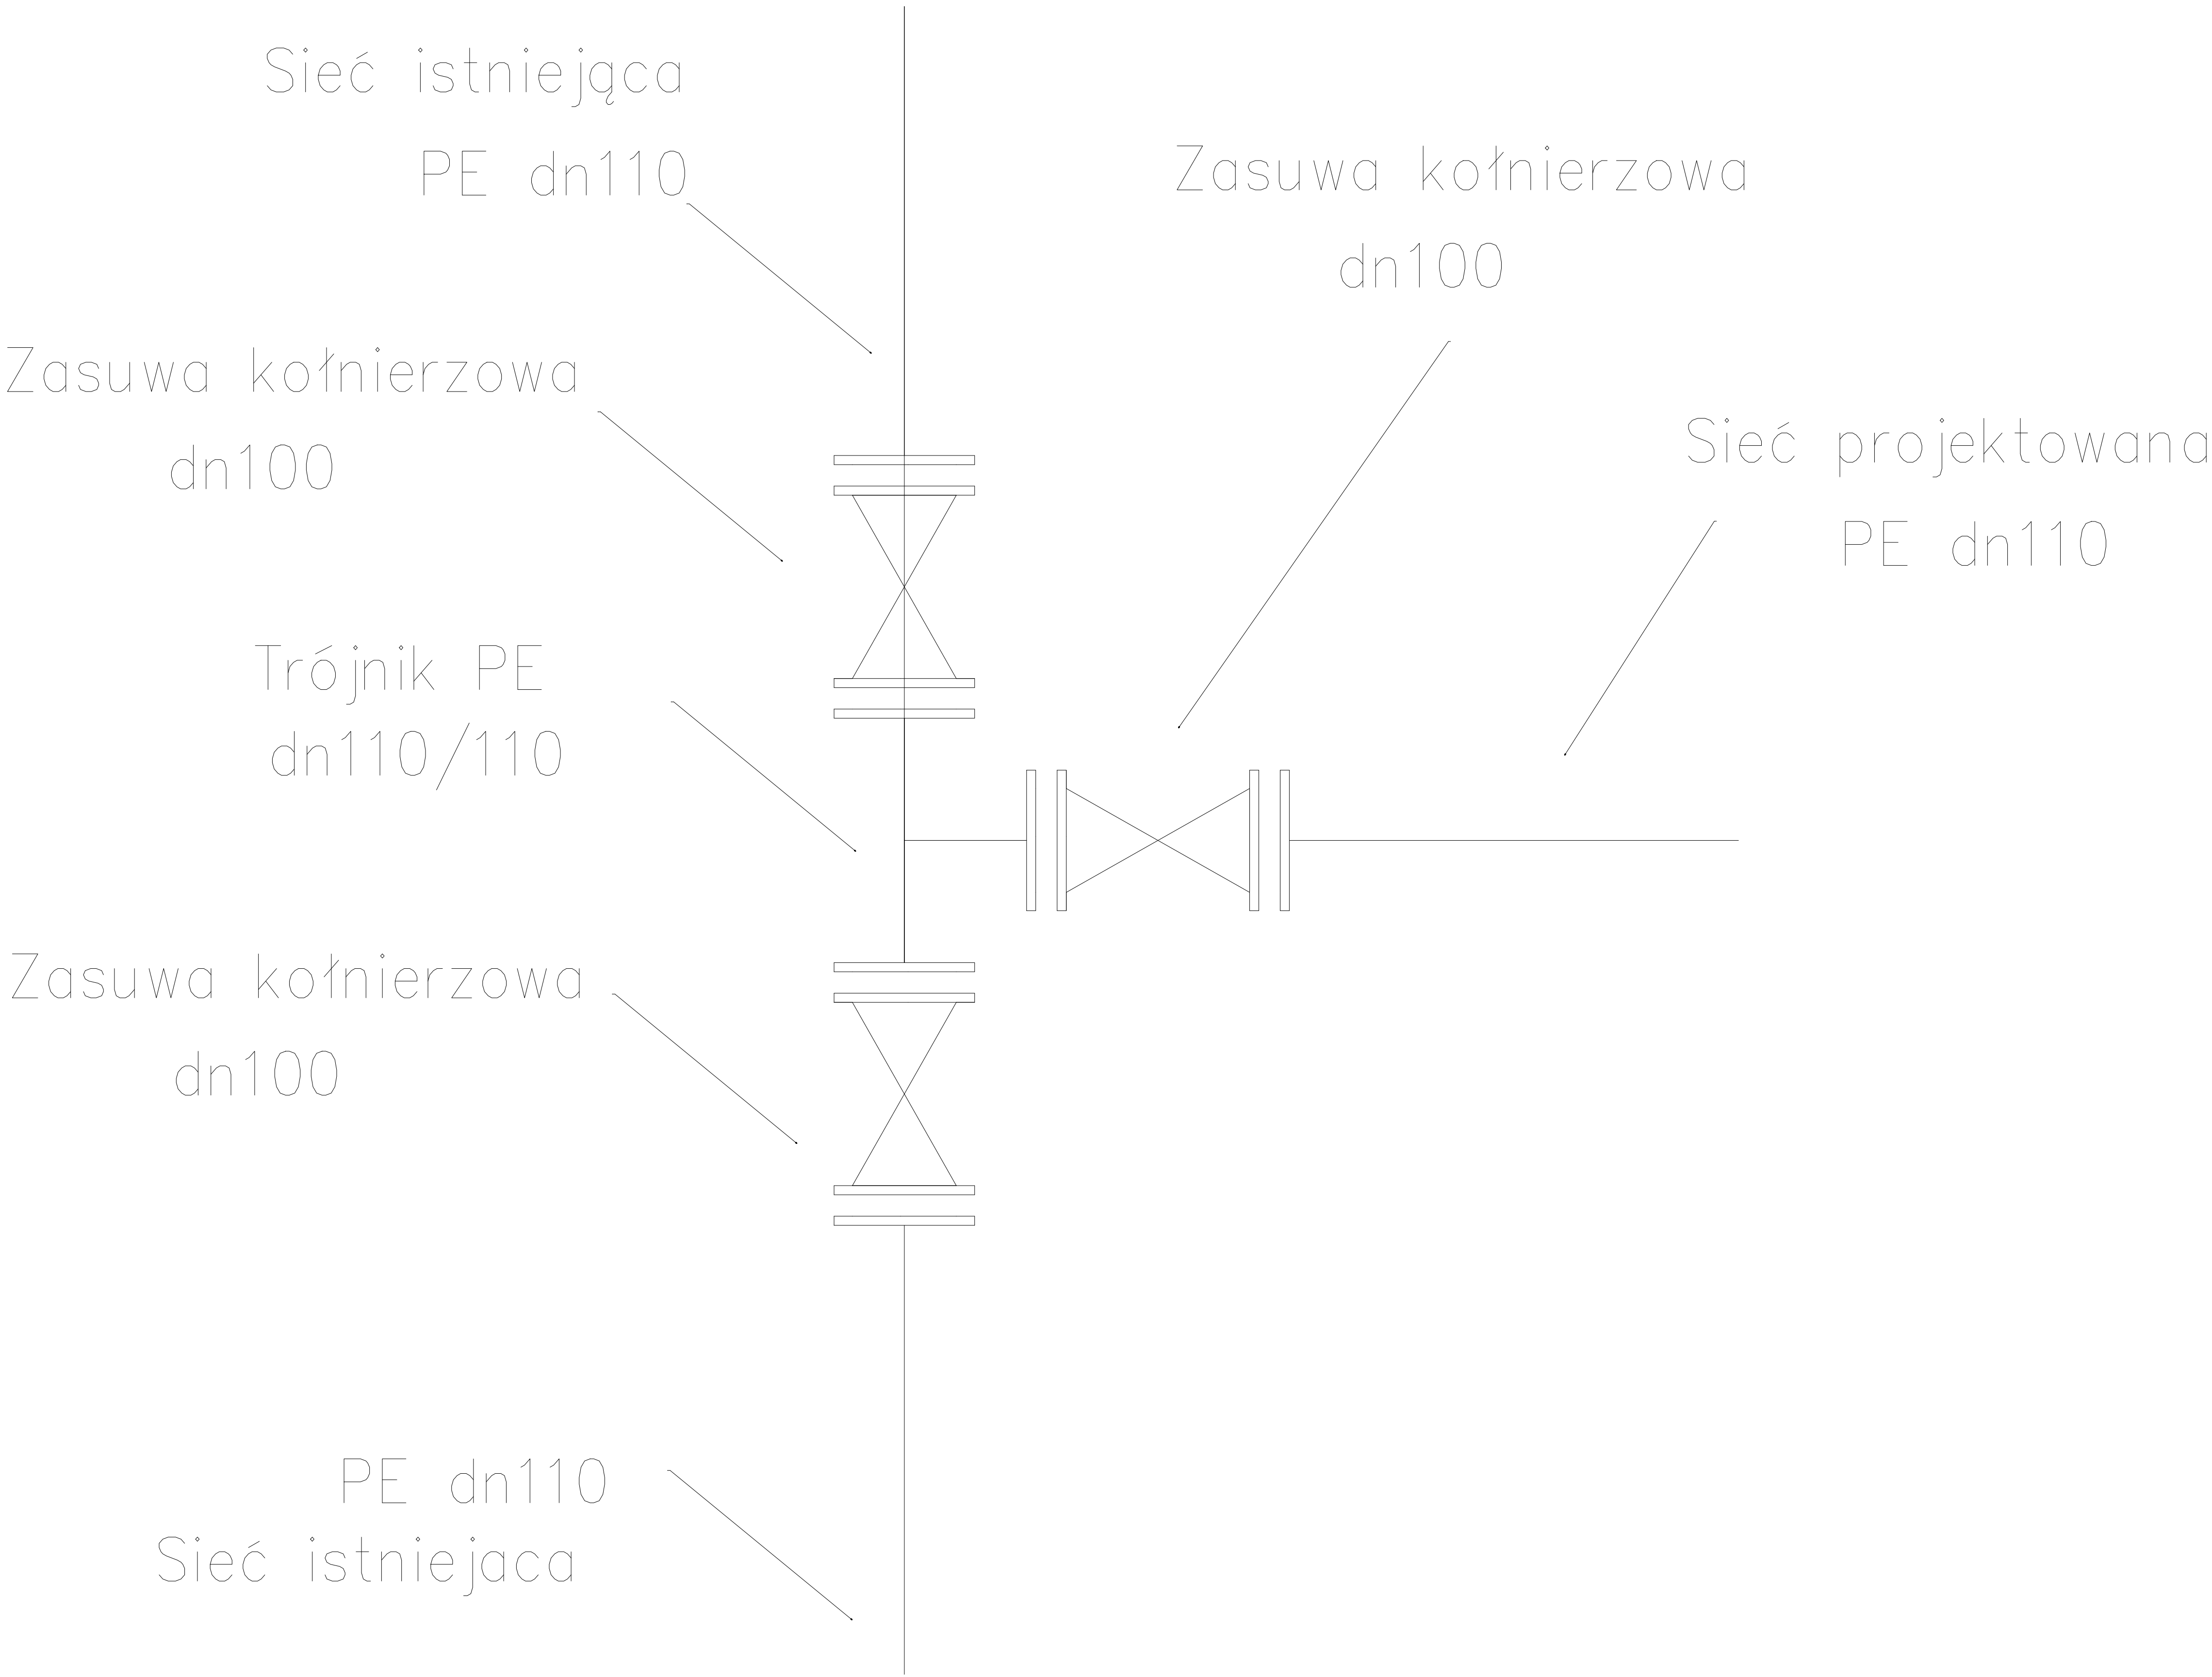 Sieć istniejąca
PE dn110
Zasuwa kołnierzowa
dn100
Zasuwa kołnierzowa
dn100
Sieć projektowana
PE dn110
Trójnik PE
dn110/110
Zasuwa kołnierzowa
dn100
PE dn110
Sieć istniejaca